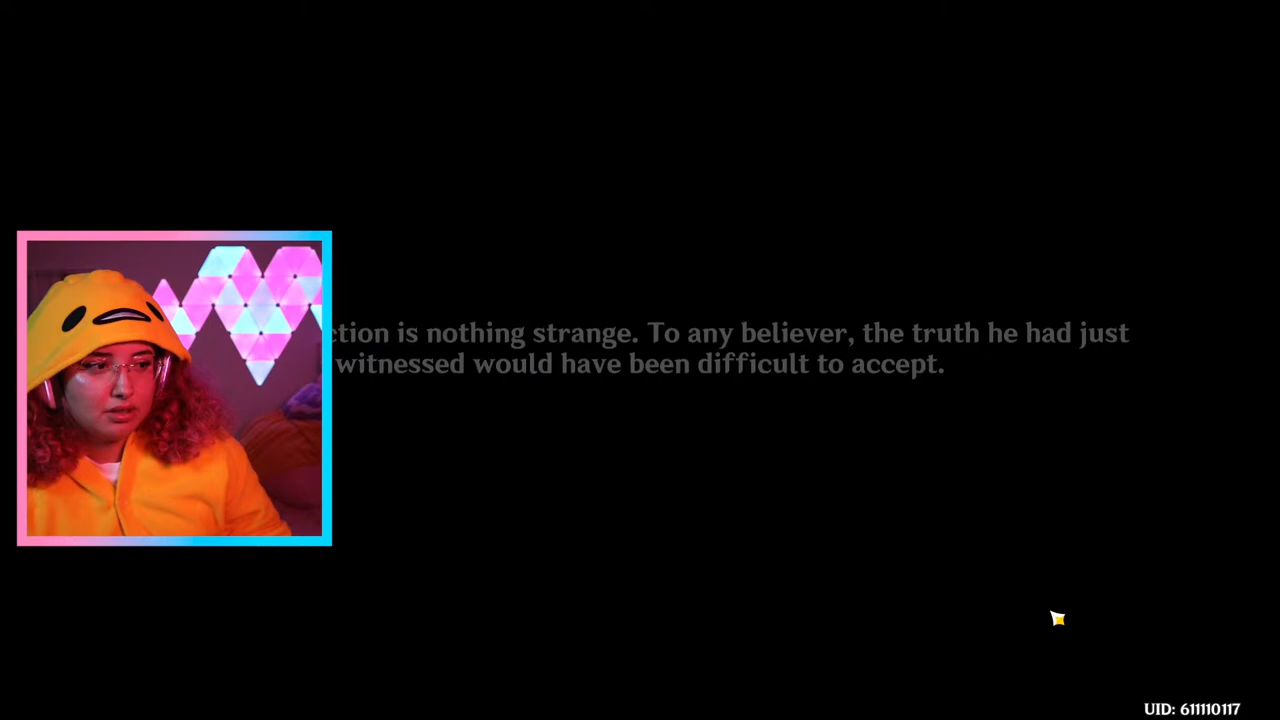 is nothing strange. To any believer, the truth he had just
witnessed would have been difficult to accept.
UID: 611110117